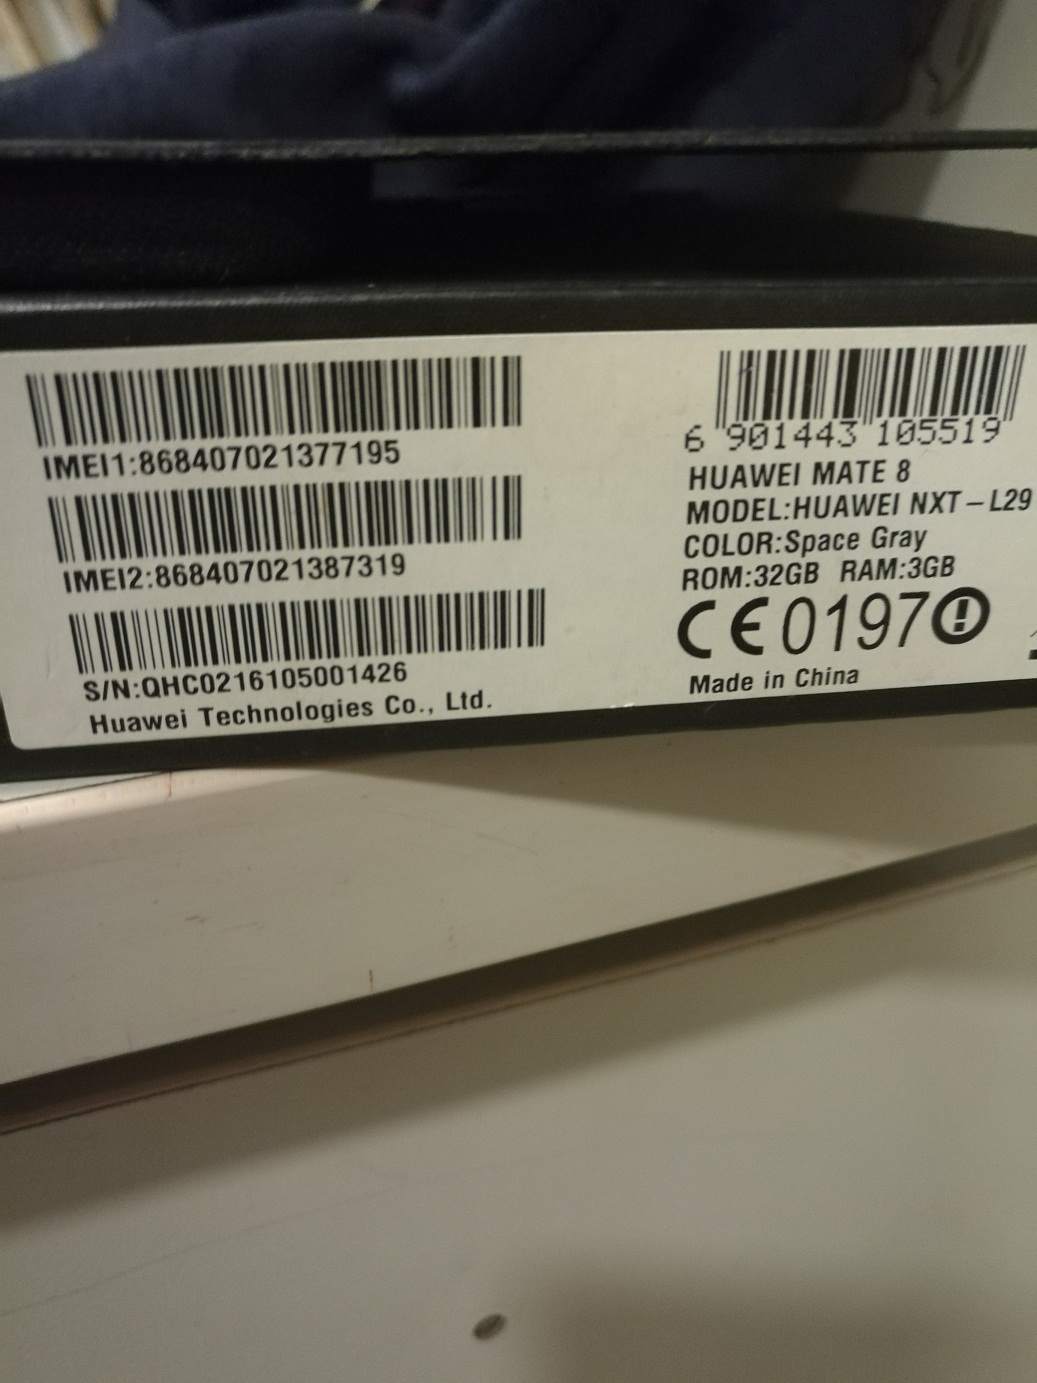 IMEI1:868407021377195
IMEI2:868407021387319
S/N:QHC0216105001426
Huawei Technologies Co., Ltd.
6 901443 105519
HUAWEI MATE 8
MODEL:HUAWEI NXT-L29
COLOR:Space Gray
ROM:32GB RAM:3GB
CE0197
Made in China